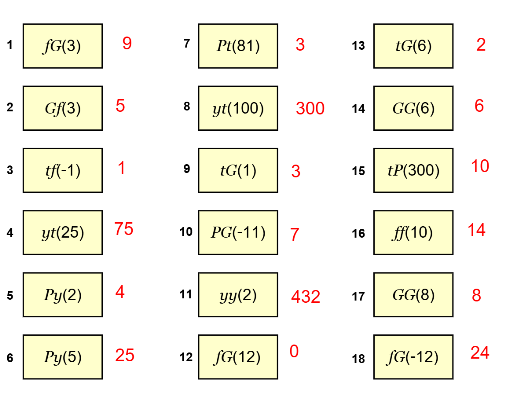 1 fG(3) 9
2 Gf(3) 5
3 tf(-1) 1
4 yt(25) 75
5 Py(2) 4
6 Py(5) 25
7 Pt(81) 3
8 yt(100) 300
9 tG(1) 3
10 PG(-11) 7
11 yy(2) 432
12 fG(12) 0
13 tG(6) 2
14 GG(6) 6
15 tP(300) 10
16 ff(10) 14
17 GG(8) 8
18 fG(-12) 24